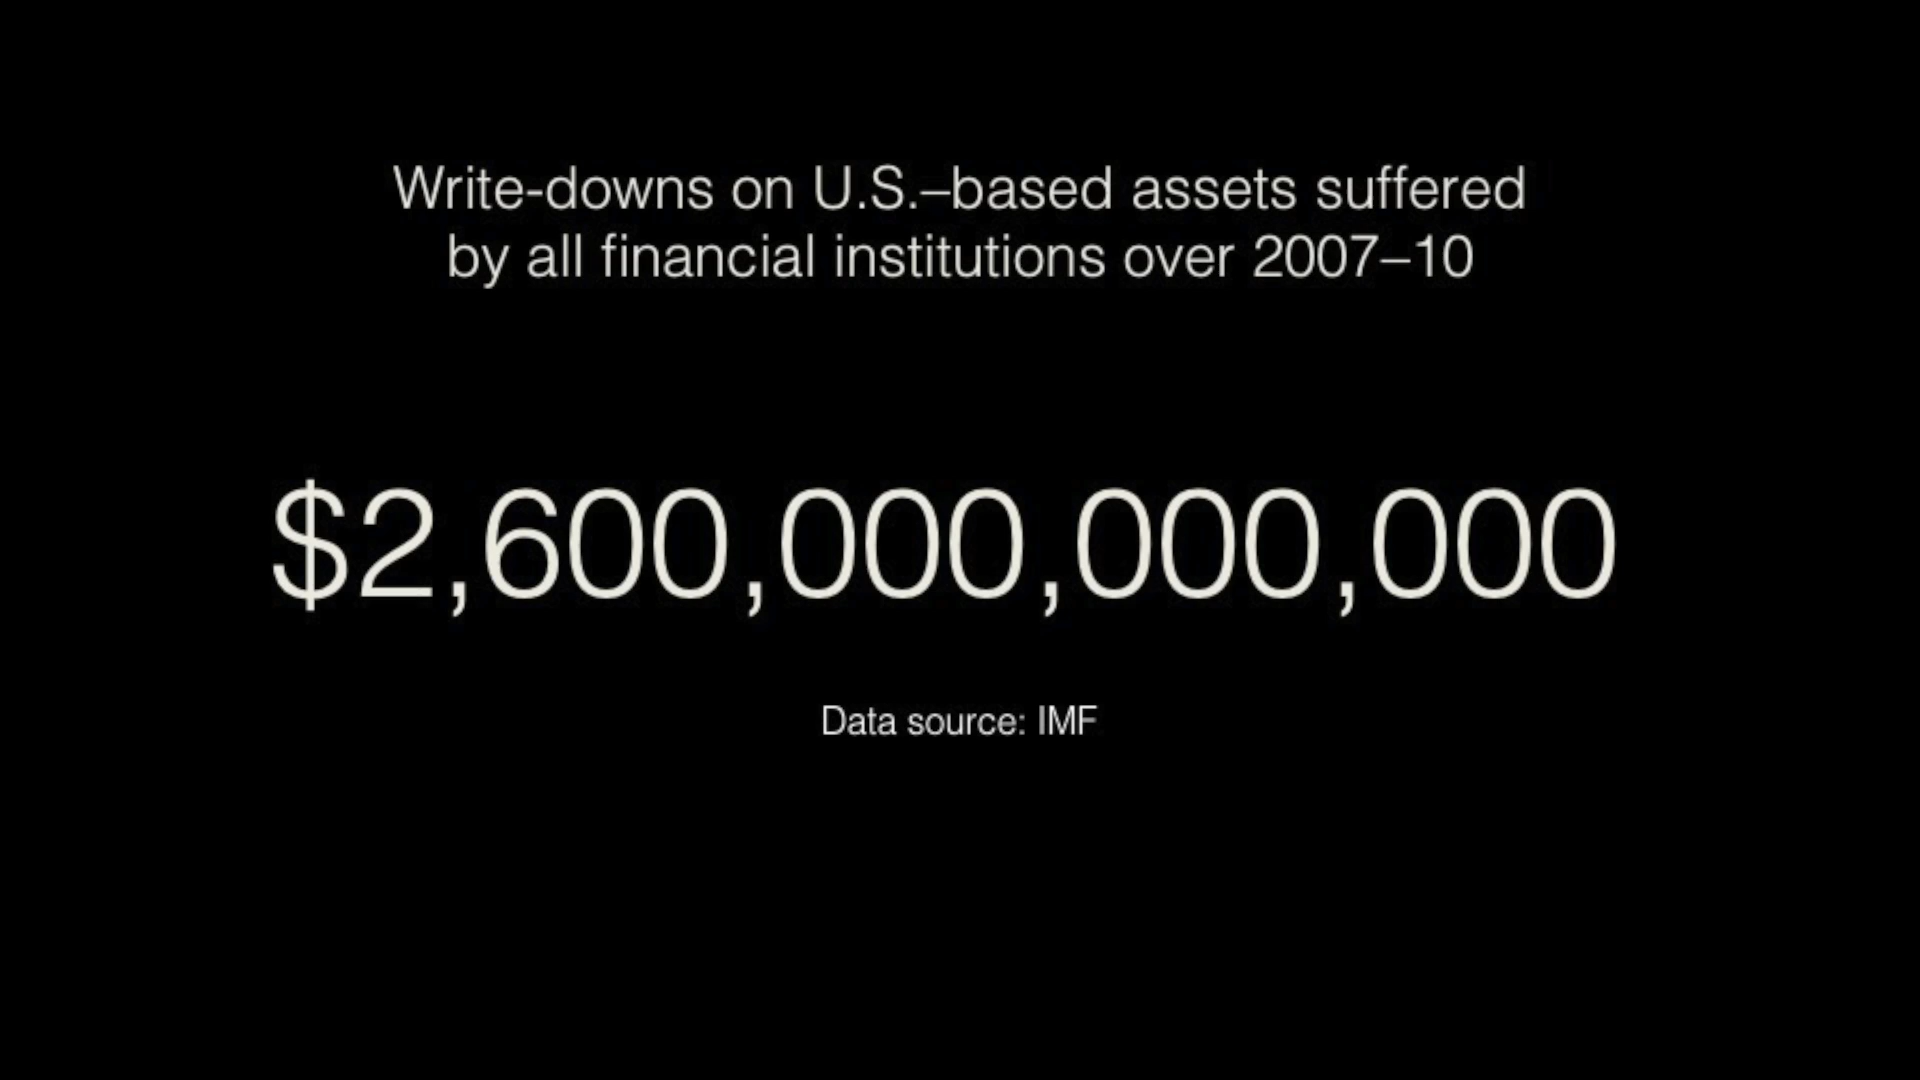 Write-downs on U.S.–based assets suffered
by all financial institutions over 2007–10
$2,600,000,000,000
Data source: IMF